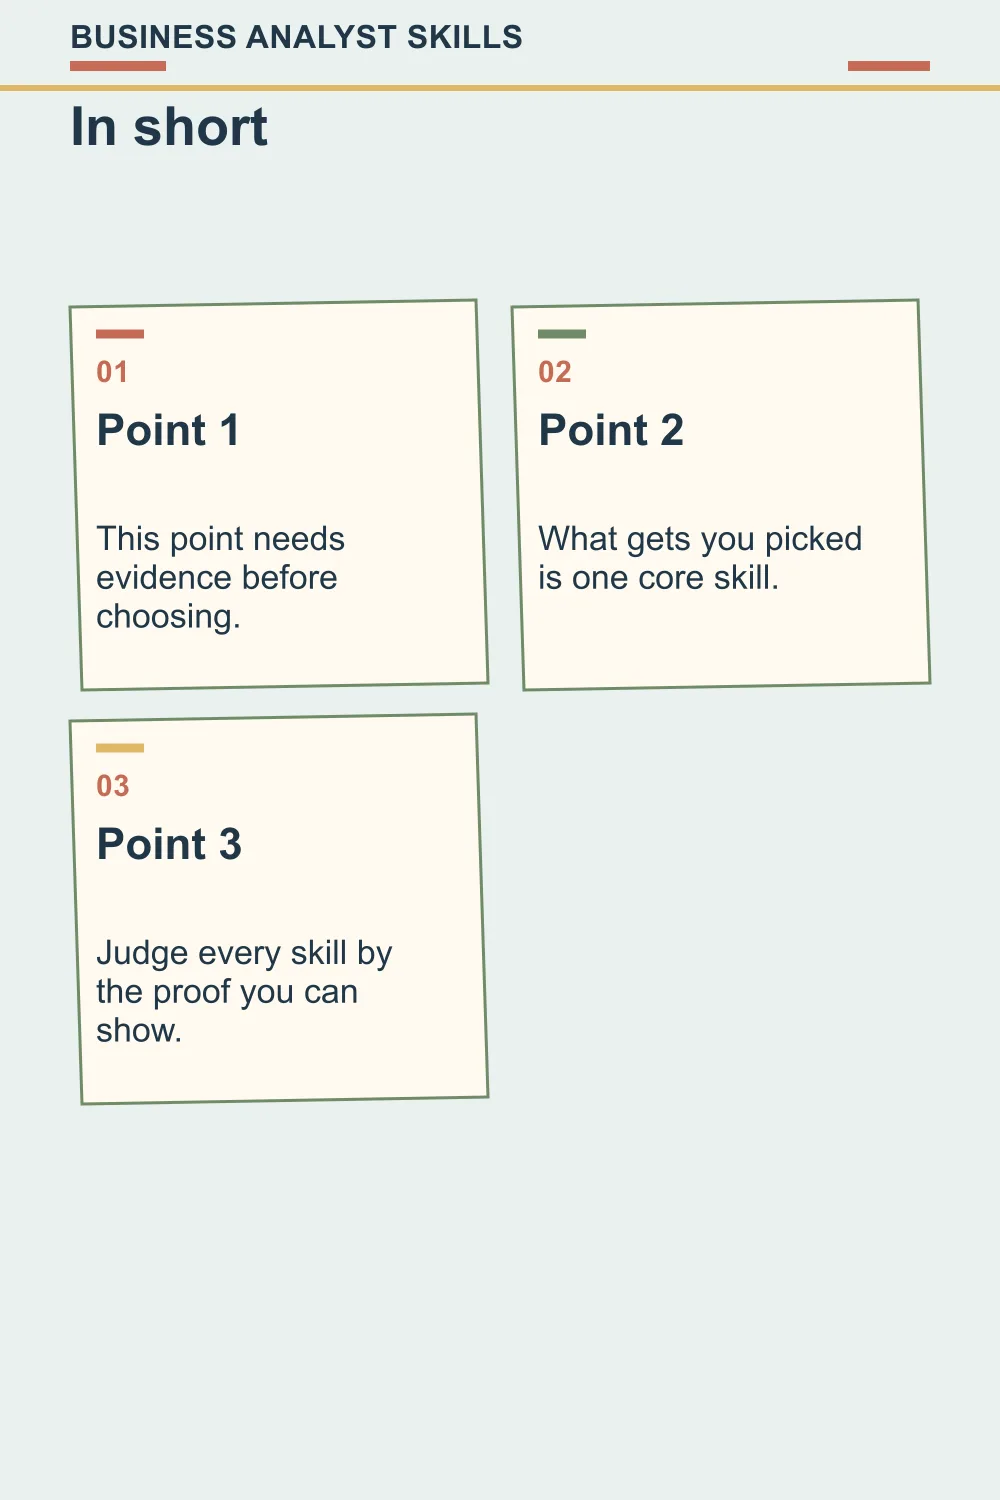 BUSINESS ANALYST SKILLS
In short
01
Point 1
This point needs
evidence before
choosing.
02
Point 2
What gets you picked
is one core skill.
03
Point 3
Judge every skill by
the proof you can
show.